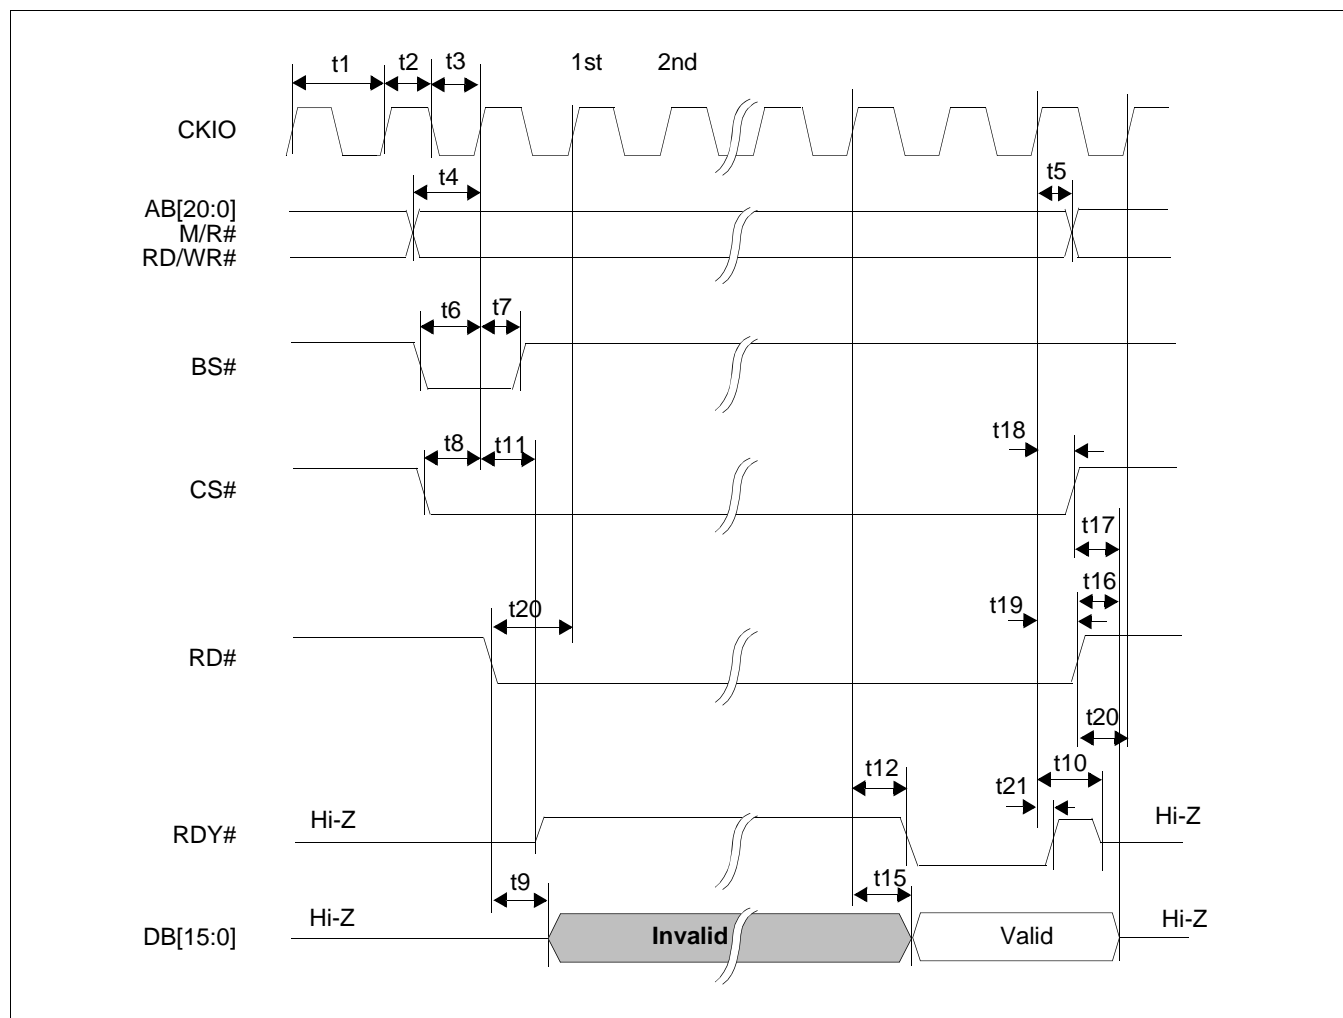 t1 t2 t3 1st 2nd
CKIO
t4 t5
AB[20:0]
M/R#
RD/WR#
t6 t7
BS#
t8 t11 t18
CS#
t17
t16
t20 t19
RD#
t20
t12 t21 t10
Hi-Z Hi-Z
RDY#
t9 t15
Hi-Z Hi-Z
DB[15:0] Invalid Valid